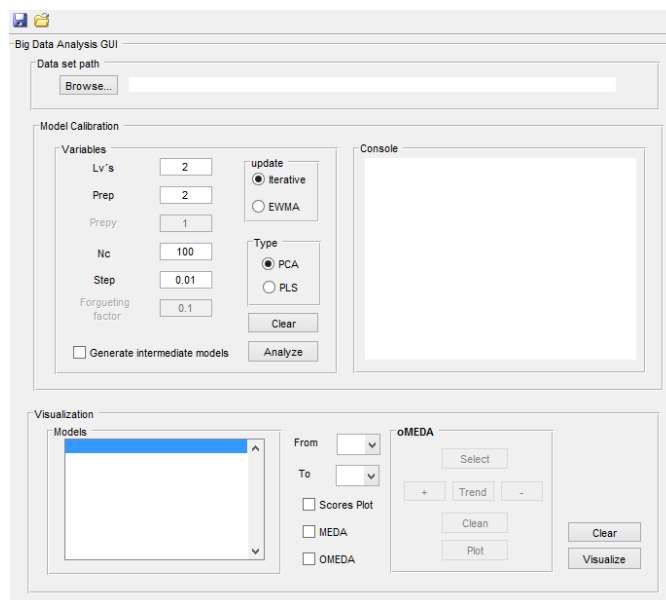 Big Data Analysis GUI
Data set path
Browse...
Model Calibration
Variables
Lv´s 2
Prep 2
Prepy 1
Nc 100
Step 0.01
Forgueting factor 0.1
Generate intermediate models
update
Iterative
EWMA
Type
PCA
PLS
Clear
Analyze
Console
Visualization
Models
From
To
Scores Plot
MEDA
OMEDA
oMEDA
Select
+ Trend -
Clean
Plot
Clear
Visualize